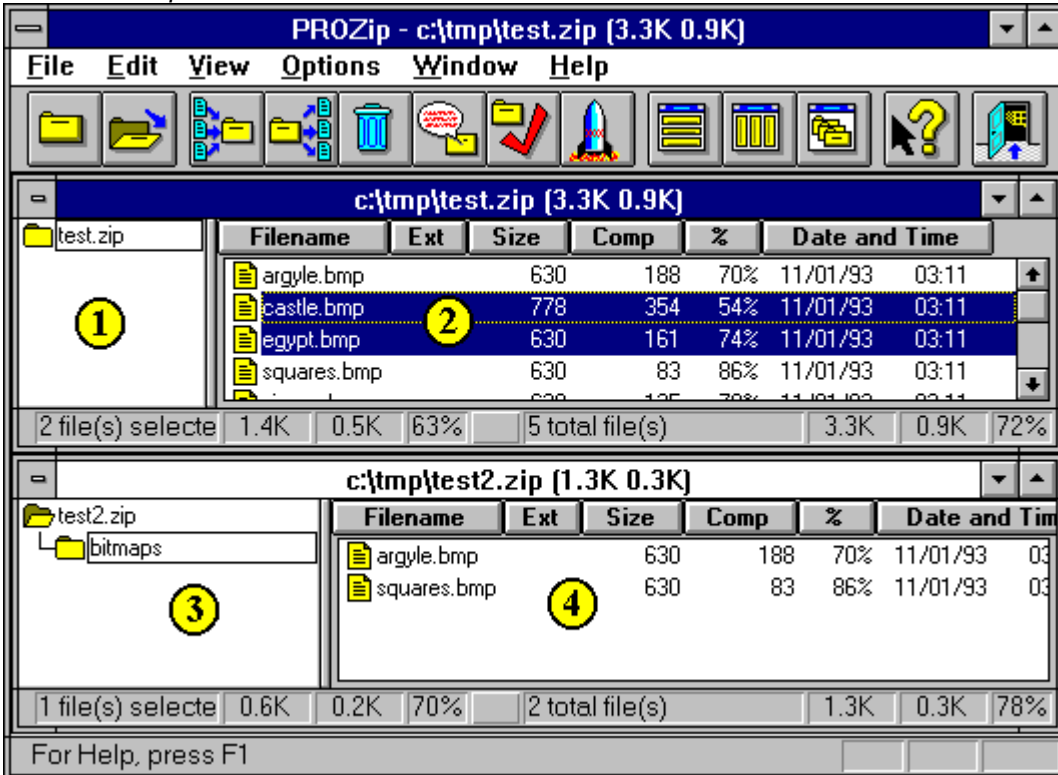 PROZip - c:\tmp\test.zip (3.3K 0.9K)
File Edit View Options Window Help
c:\tmp\test.zip (3.3K 0.9K)
test.zip
Filename Ext Size Comp % Date and Time
argyle.bmp 630 188 70% 11/01/93 03:11
castle.bmp 778 354 54% 11/01/93 03:11
egypt.bmp 630 161 74% 11/01/93 03:11
squares.bmp 630 83 86% 11/01/93 03:11
1
2
2 file(s) selecte 1.4K 0.5K 63% 5 total file(s) 3.3K 0.9K 72%
c:\tmp\test2.zip (1.3K 0.3K)
test2.zip
bitmaps
Filename Ext Size Comp % Date and Tim
argyle.bmp 630 188 70% 11/01/93 03
squares.bmp 630 83 86% 11/01/93 03
3
4
1 file(s) selecte 0.6K 0.2K 70% 2 total file(s) 1.3K 0.3K 78%
For Help, press F1